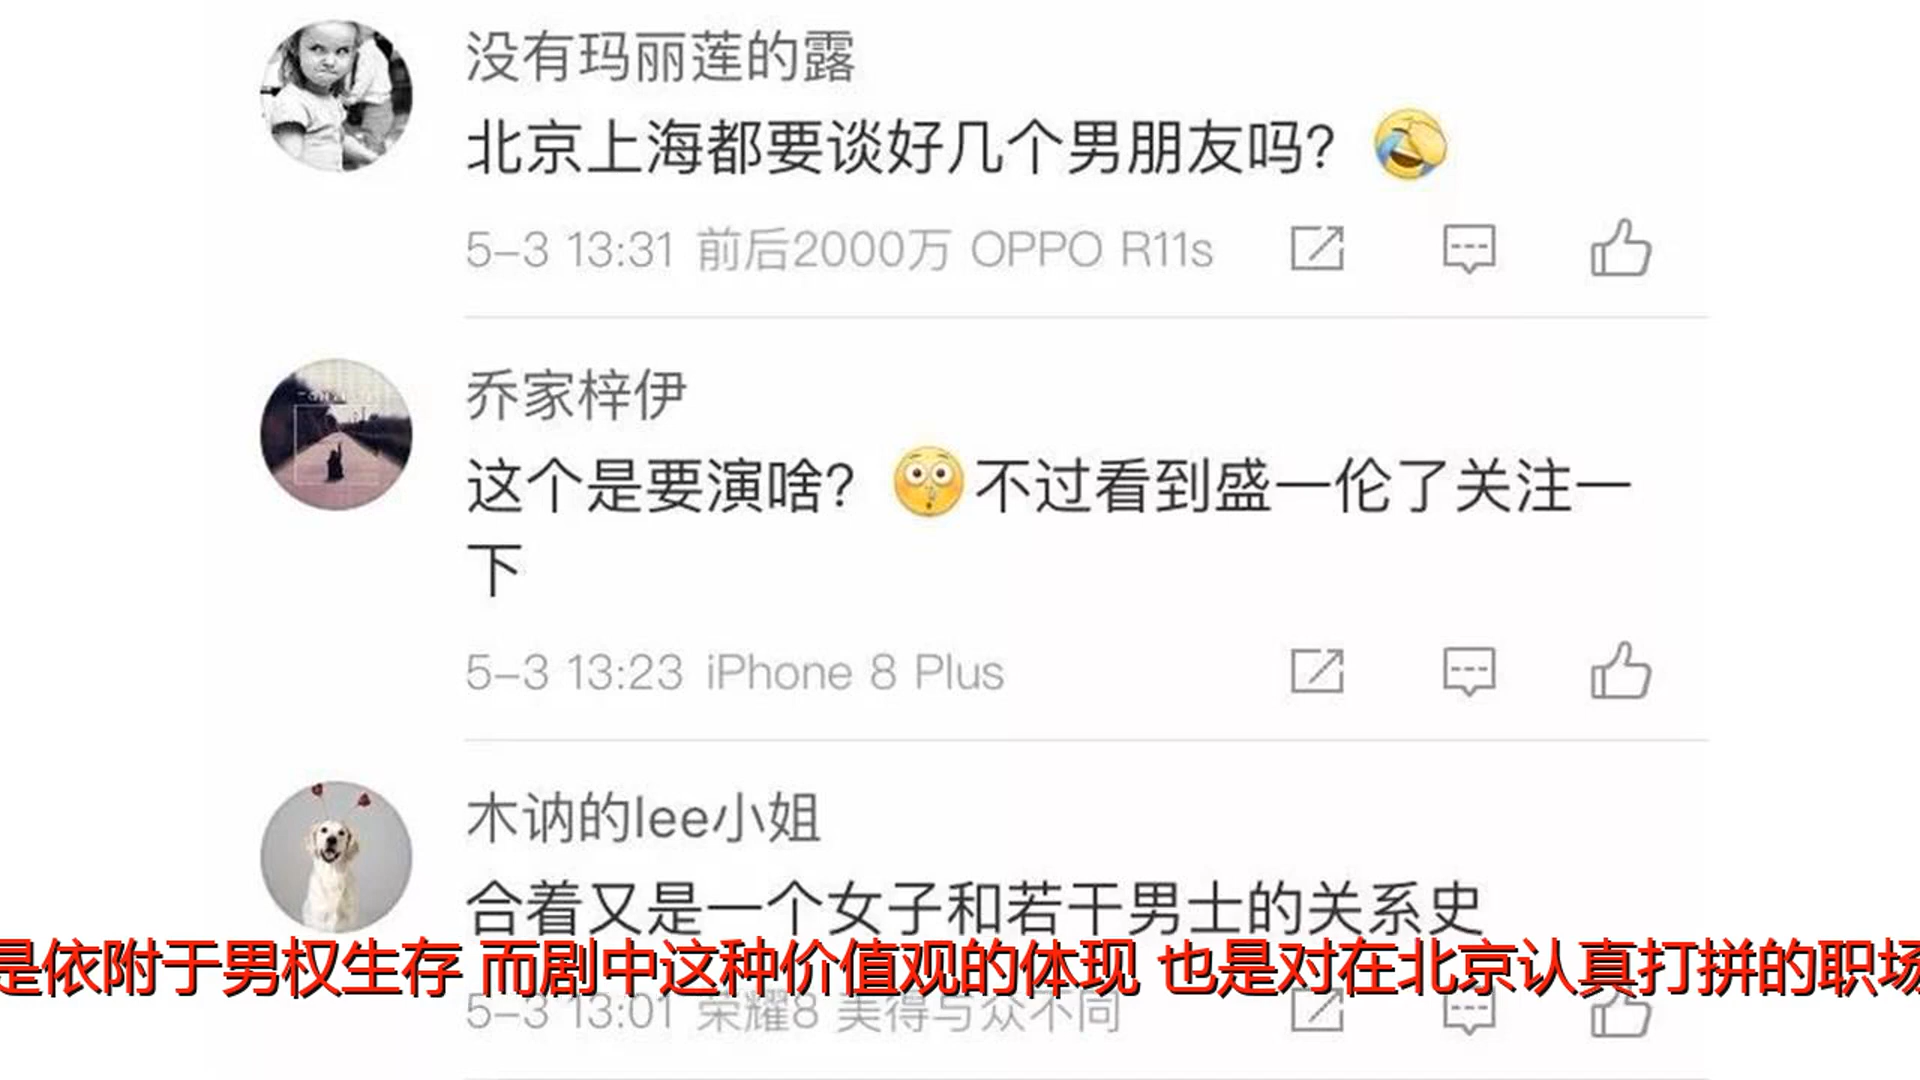 没有玛丽莲的露
北京上海都要谈好几个男朋友吗？
5-3 13:31 前后2000万 OPPO R11s
乔家梓伊
这个是要演啥？ 不过看到盛一伦了关注一
下
5-3 13:23 iPhone 8 Plus
木讷的lee小姐
合着又是一个女子和若干男士的关系史
是依附于男权生存 而剧中这种价值观的体现 也是对在北京认真打拼的职场
5-3 13:01 荣耀8 美得与众不同